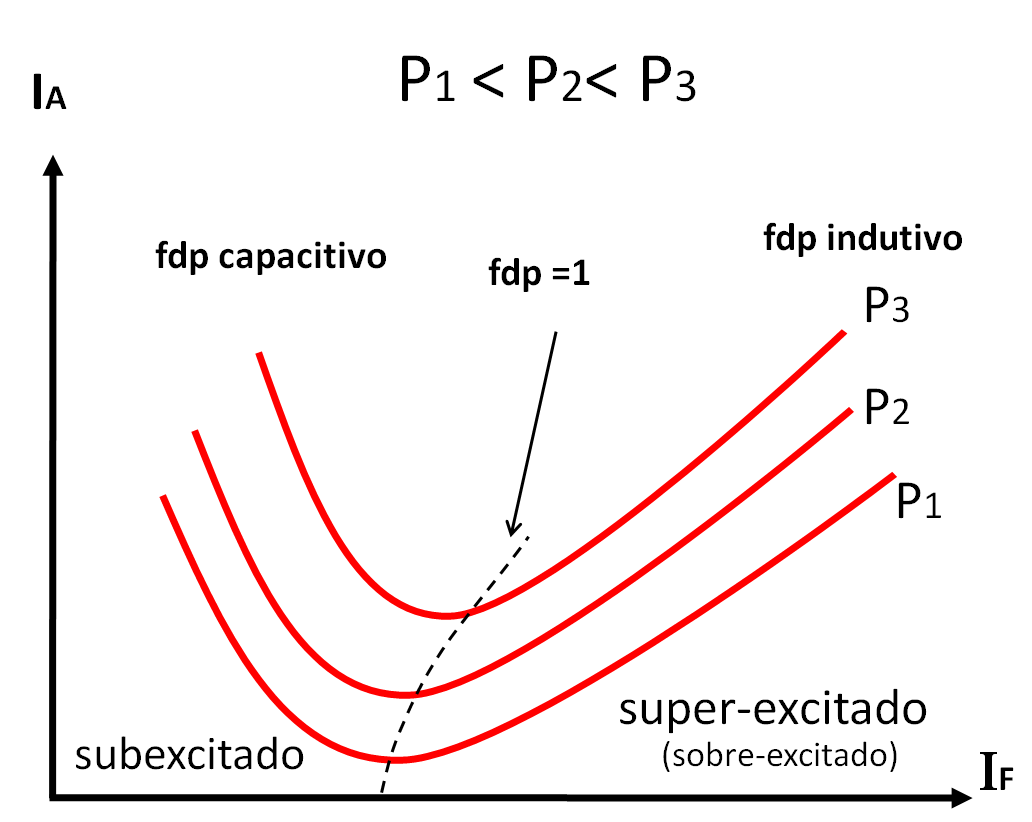 P1 < P2< P3
IA
fdp capacitivo
fdp =1
fdp indutivo
P3
P2
P1
subexcitado
super-excitado
(sobre-excitado)
IF